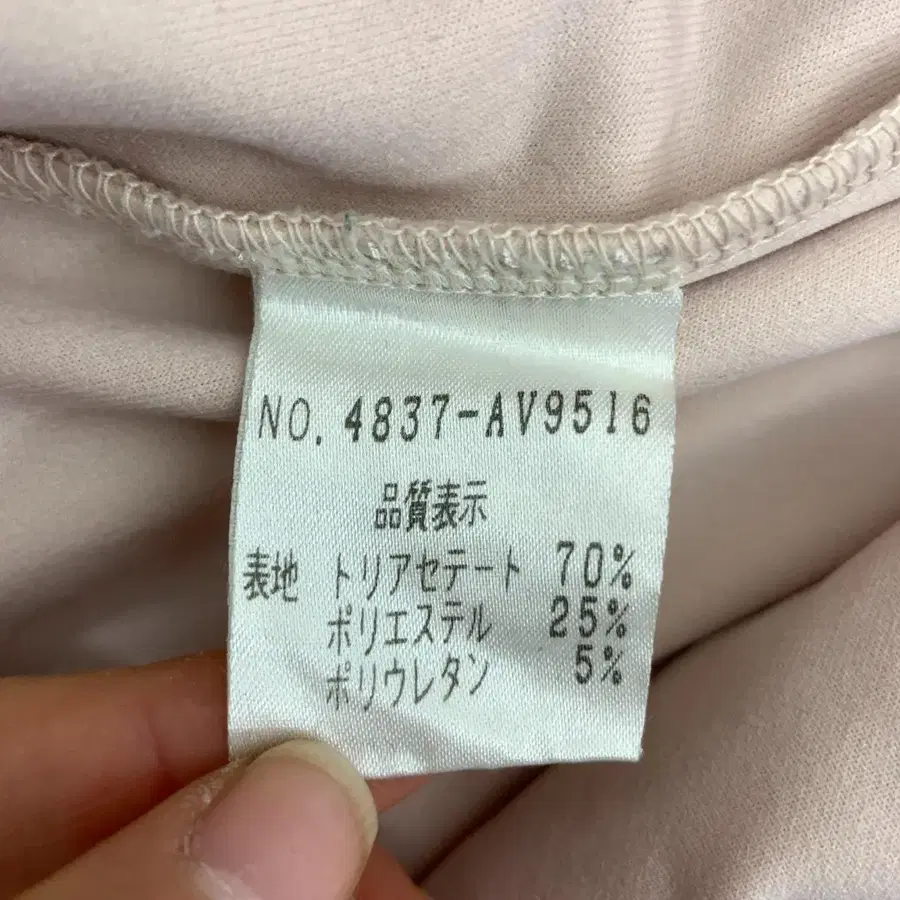 NO. 4837-AV9516
品質表示
表地 トリアセテート 70%
ポリエステル 25%
ポリウレタン 5%